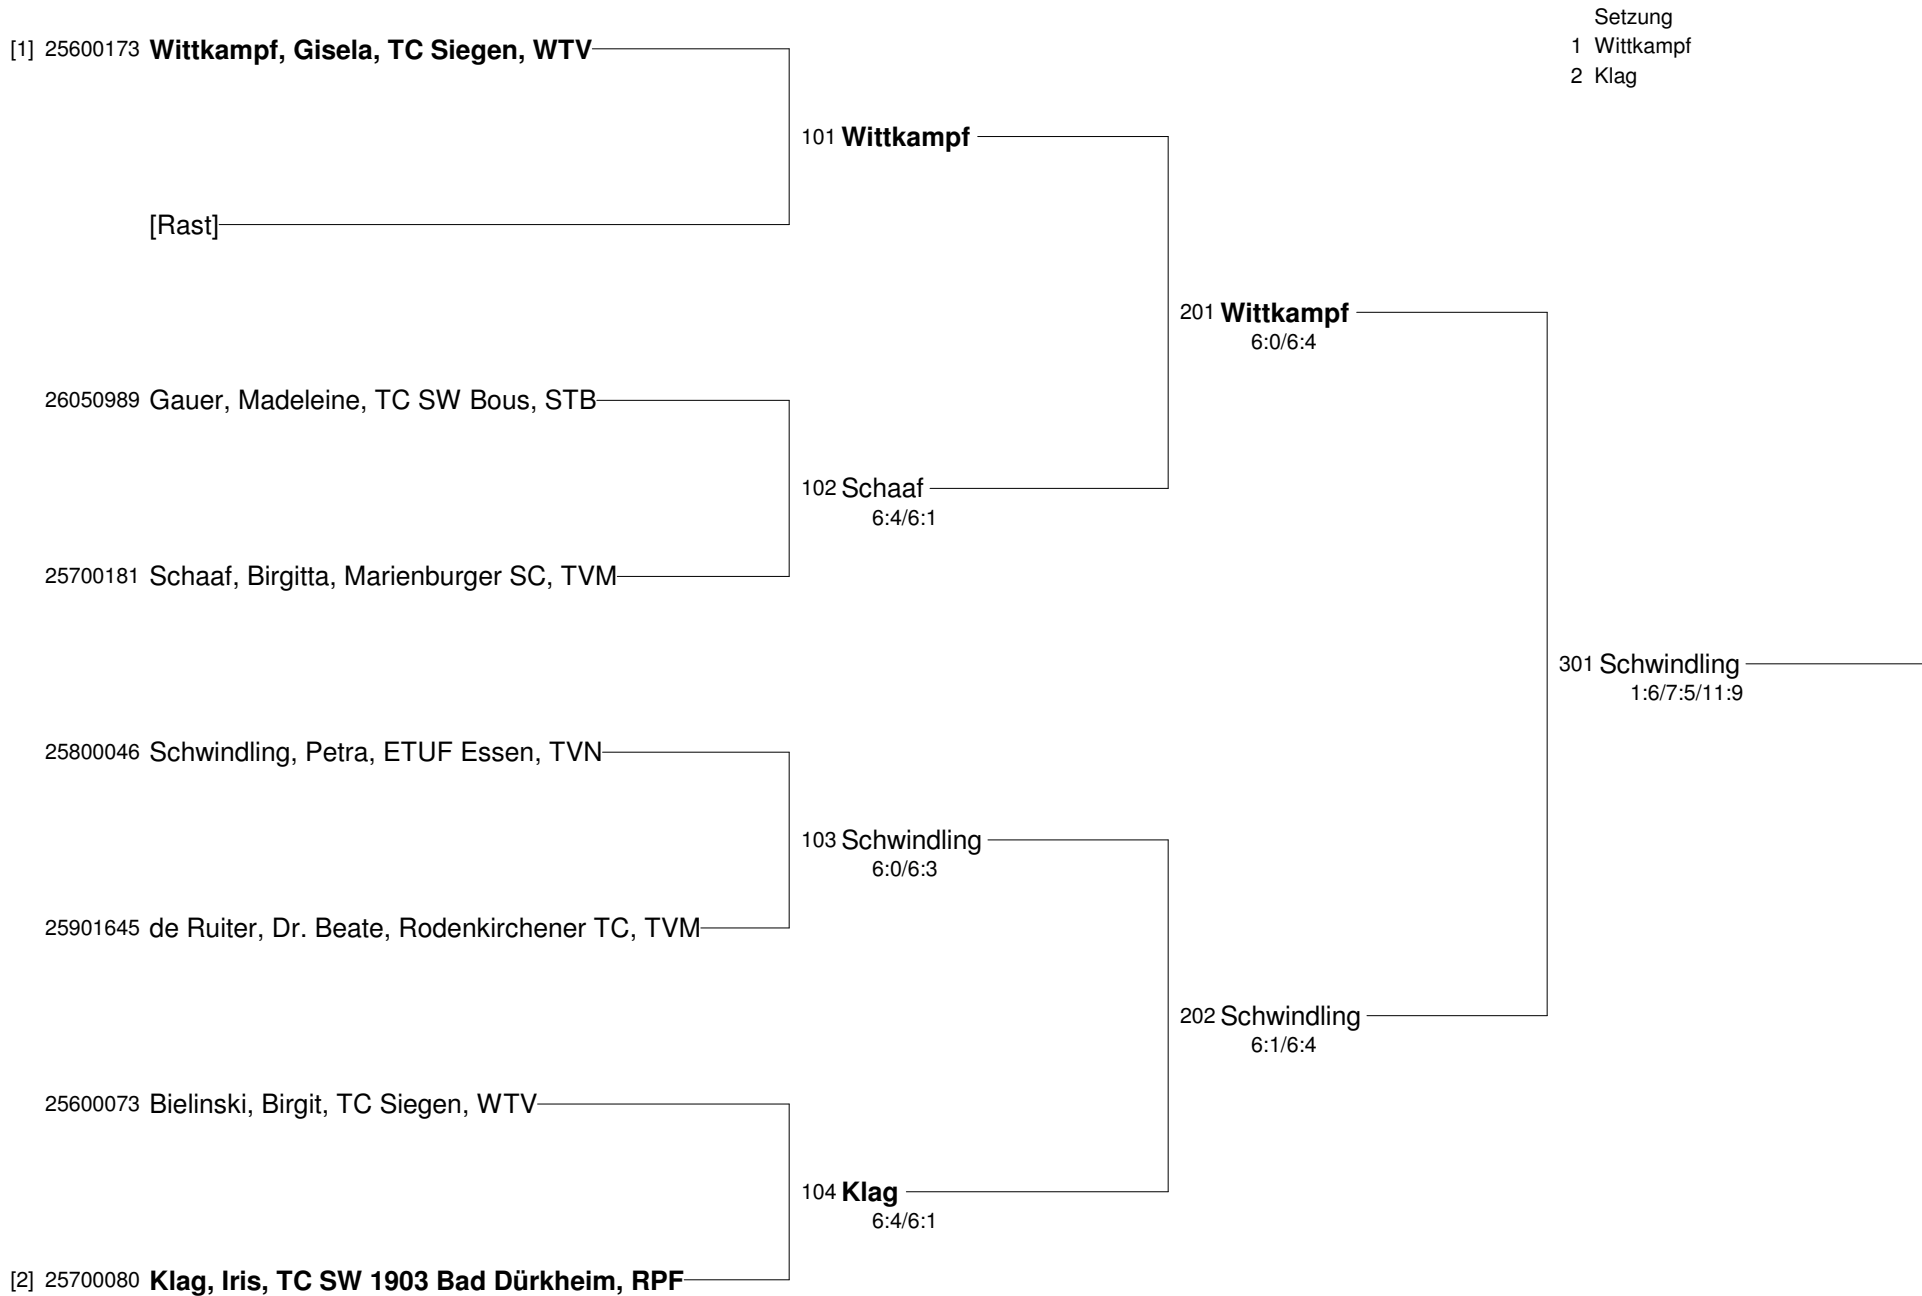 Setzung
1 Wittkampf
2 Klag
[1] 25600173 Wittkampf, Gisela, TC Siegen, WTV
101 Wittkampf
[Rast]
201 Wittkampf
6:0/6:4
26050989 Gauer, Madeleine, TC SW Bous, STB
102 Schaaf
6:4/6:1
25700181 Schaaf, Birgitta, Marienburger SC, TVM
301 Schwindling
1:6/7:5/11:9
25800046 Schwindling, Petra, ETUF Essen, TVN
103 Schwindling
6:0/6:3
25901645 de Ruiter, Dr. Beate, Rodenkirchener TC, TVM
202 Schwindling
6:1/6:4
25600073 Bielinski, Birgit, TC Siegen, WTV
104 Klag
6:4/6:1
[2] 25700080 Klag, Iris, TC SW 1903 Bad Dürkheim, RPF